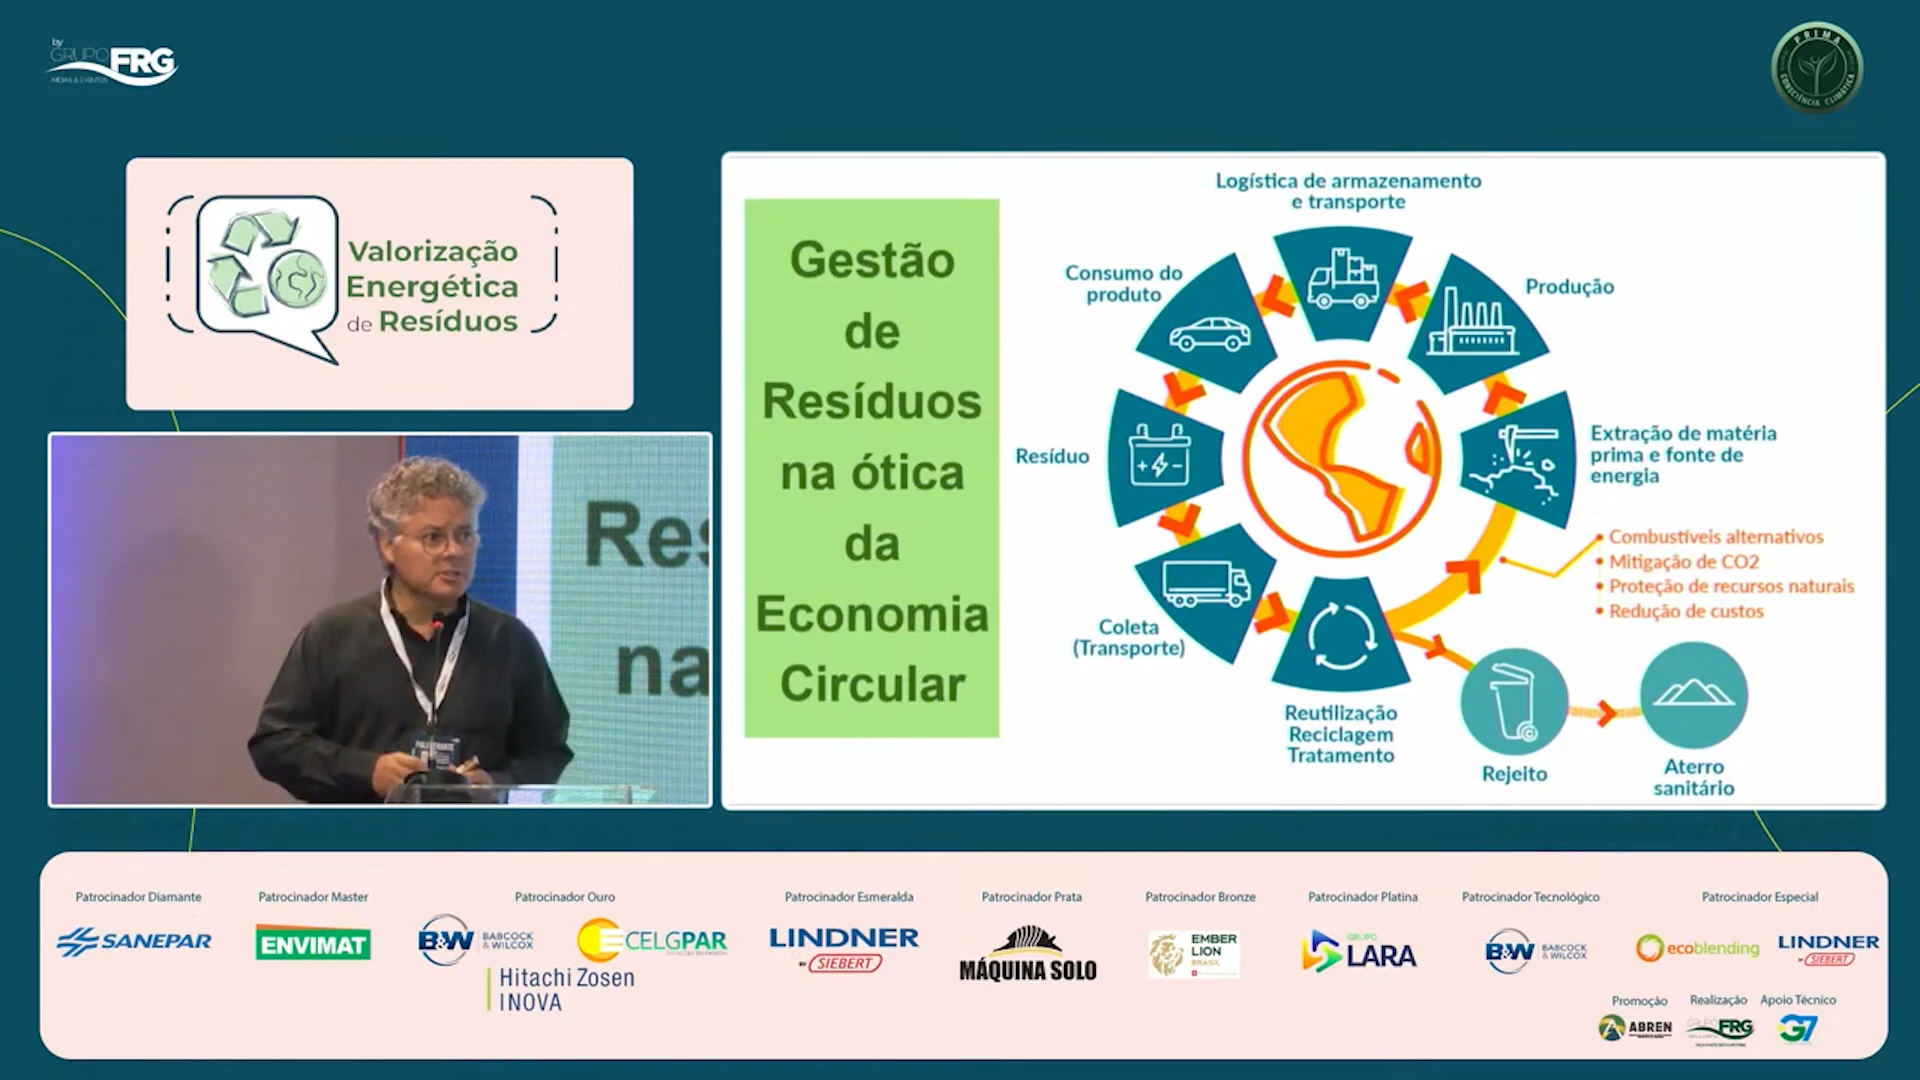 by
GRUPO FRG
MÍDIAS & EVENTOS
PRIMA
CONSCIÊNCIA CLIMÁTICA
Valorização
Energética
de Resíduos
Res
na
PALESTRANTE
Gestão
de
Resíduos
na ótica
da
Economia
Circular
Logística de armazenamento
e transporte
Consumo do
produto
Produção
Resíduo
Extração de matéria
prima e fonte de
energia
• Combustíveis alternativos
• Mitigação de CO2
• Proteção de recursos naturais
• Redução de custos
Coleta
(Transporte)
Reutilização
Reciclagem
Tratamento
Rejeito
Aterro
sanitário
Patrocinador Diamante
SANEPAR
Patrocinador Master
ENVIMAT
Patrocinador Ouro
B&W BABCOCK
& WILCOX
CELGPAR
Hitachi Zosen
INOVA
Patrocinador Esmeralda
LINDNER
BY SIEBERT
Patrocinador Prata
MÁQUINA SOLO
Patrocinador Bronze
EMBER
LION
BRASIL
Patrocinador Platina
GRUPO
LARA
Patrocinador Tecnológico
B&W BABCOCK
& WILCOX
Patrocinador Especial
ecoblending
LINDNER
BY SIEBERT
Promoção
ABREN
Realização
GRUPO FRG
Apoio Técnico
G7